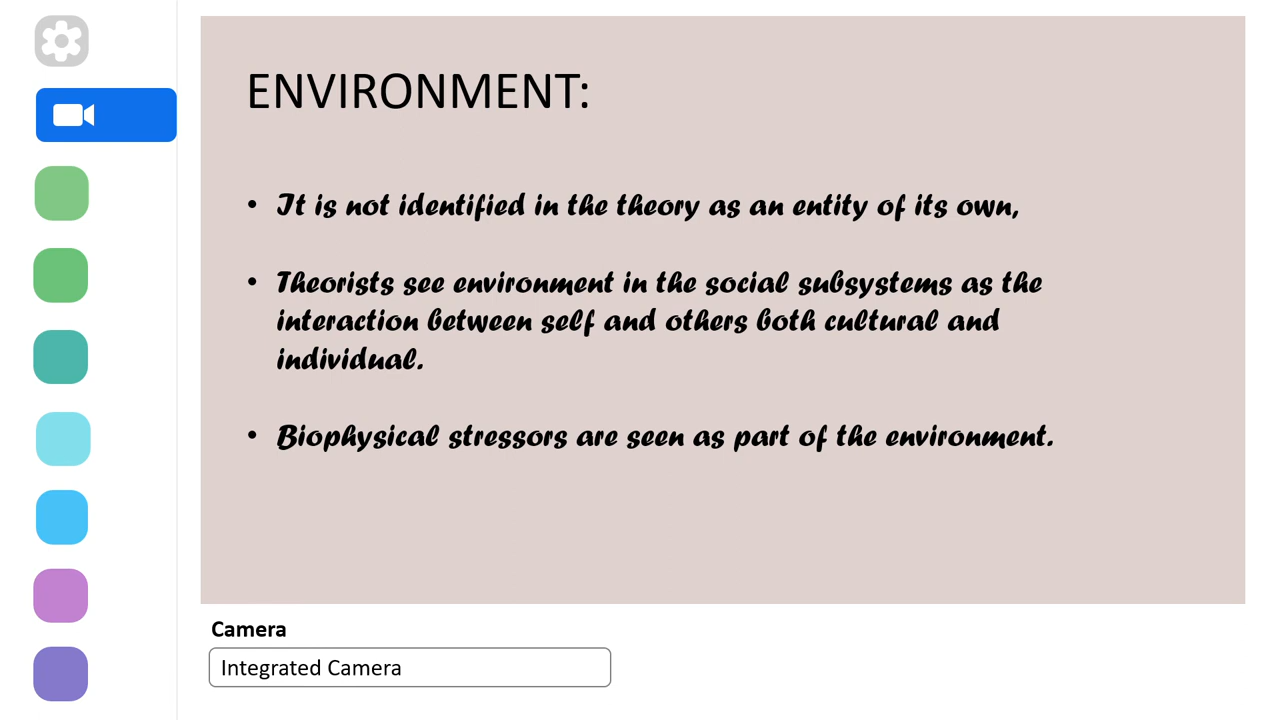 ENVIRONMENT:
• It is not identified in the theory as an entity of its own,
• Theorists see environment in the social subsystems as the
interaction between self and others both cultural and
individual.
• Biophysical stressors are seen as part of the environment.
Camera
Integrated Camera